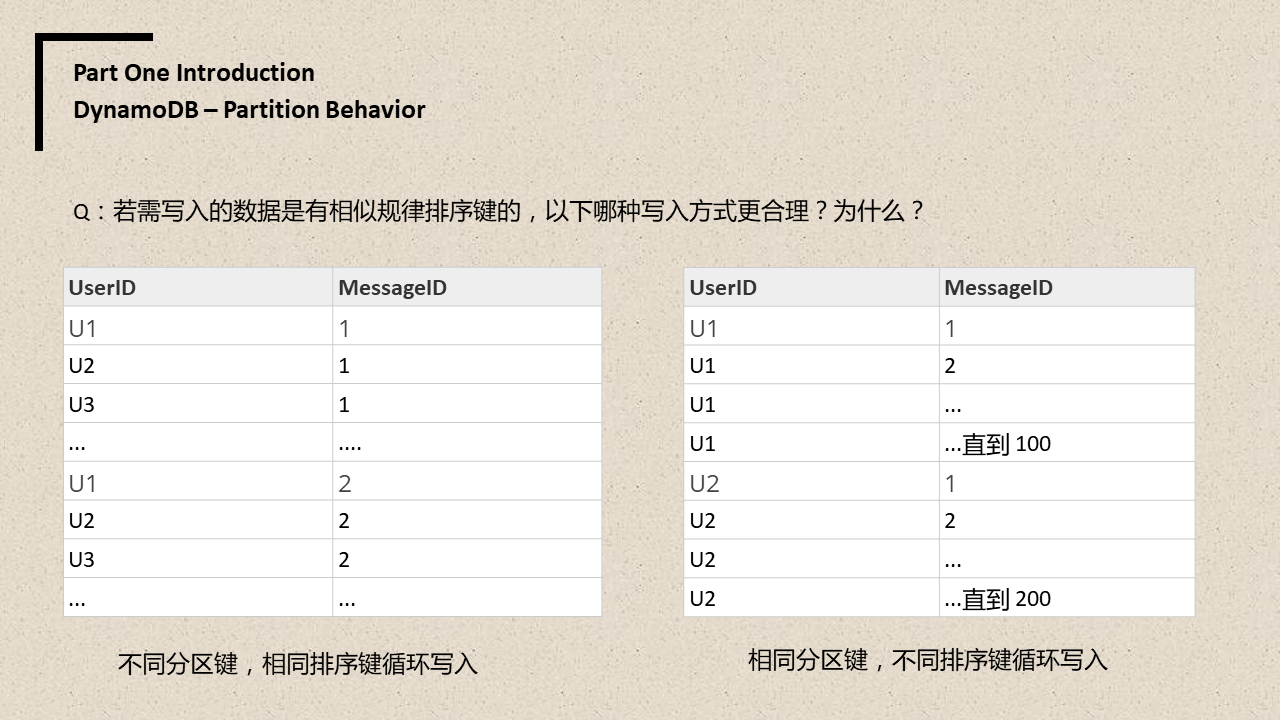 Part One Introduction
DynamoDB – Partition Behavior
Q：若需写入的数据是有相似规律排序键的，以下哪种写入方式更合理？为什么？
UserID MessageID
U1 1
U2 1
U3 1
... ....
U1 2
U2 2
U3 2
... ...
不同分区键，相同排序键循环写入
UserID MessageID
U1 1
U1 2
U1 ...
U1 ...直到 100
U2 1
U2 2
U2 ...
U2 ...直到 200
相同分区键，不同排序键循环写入